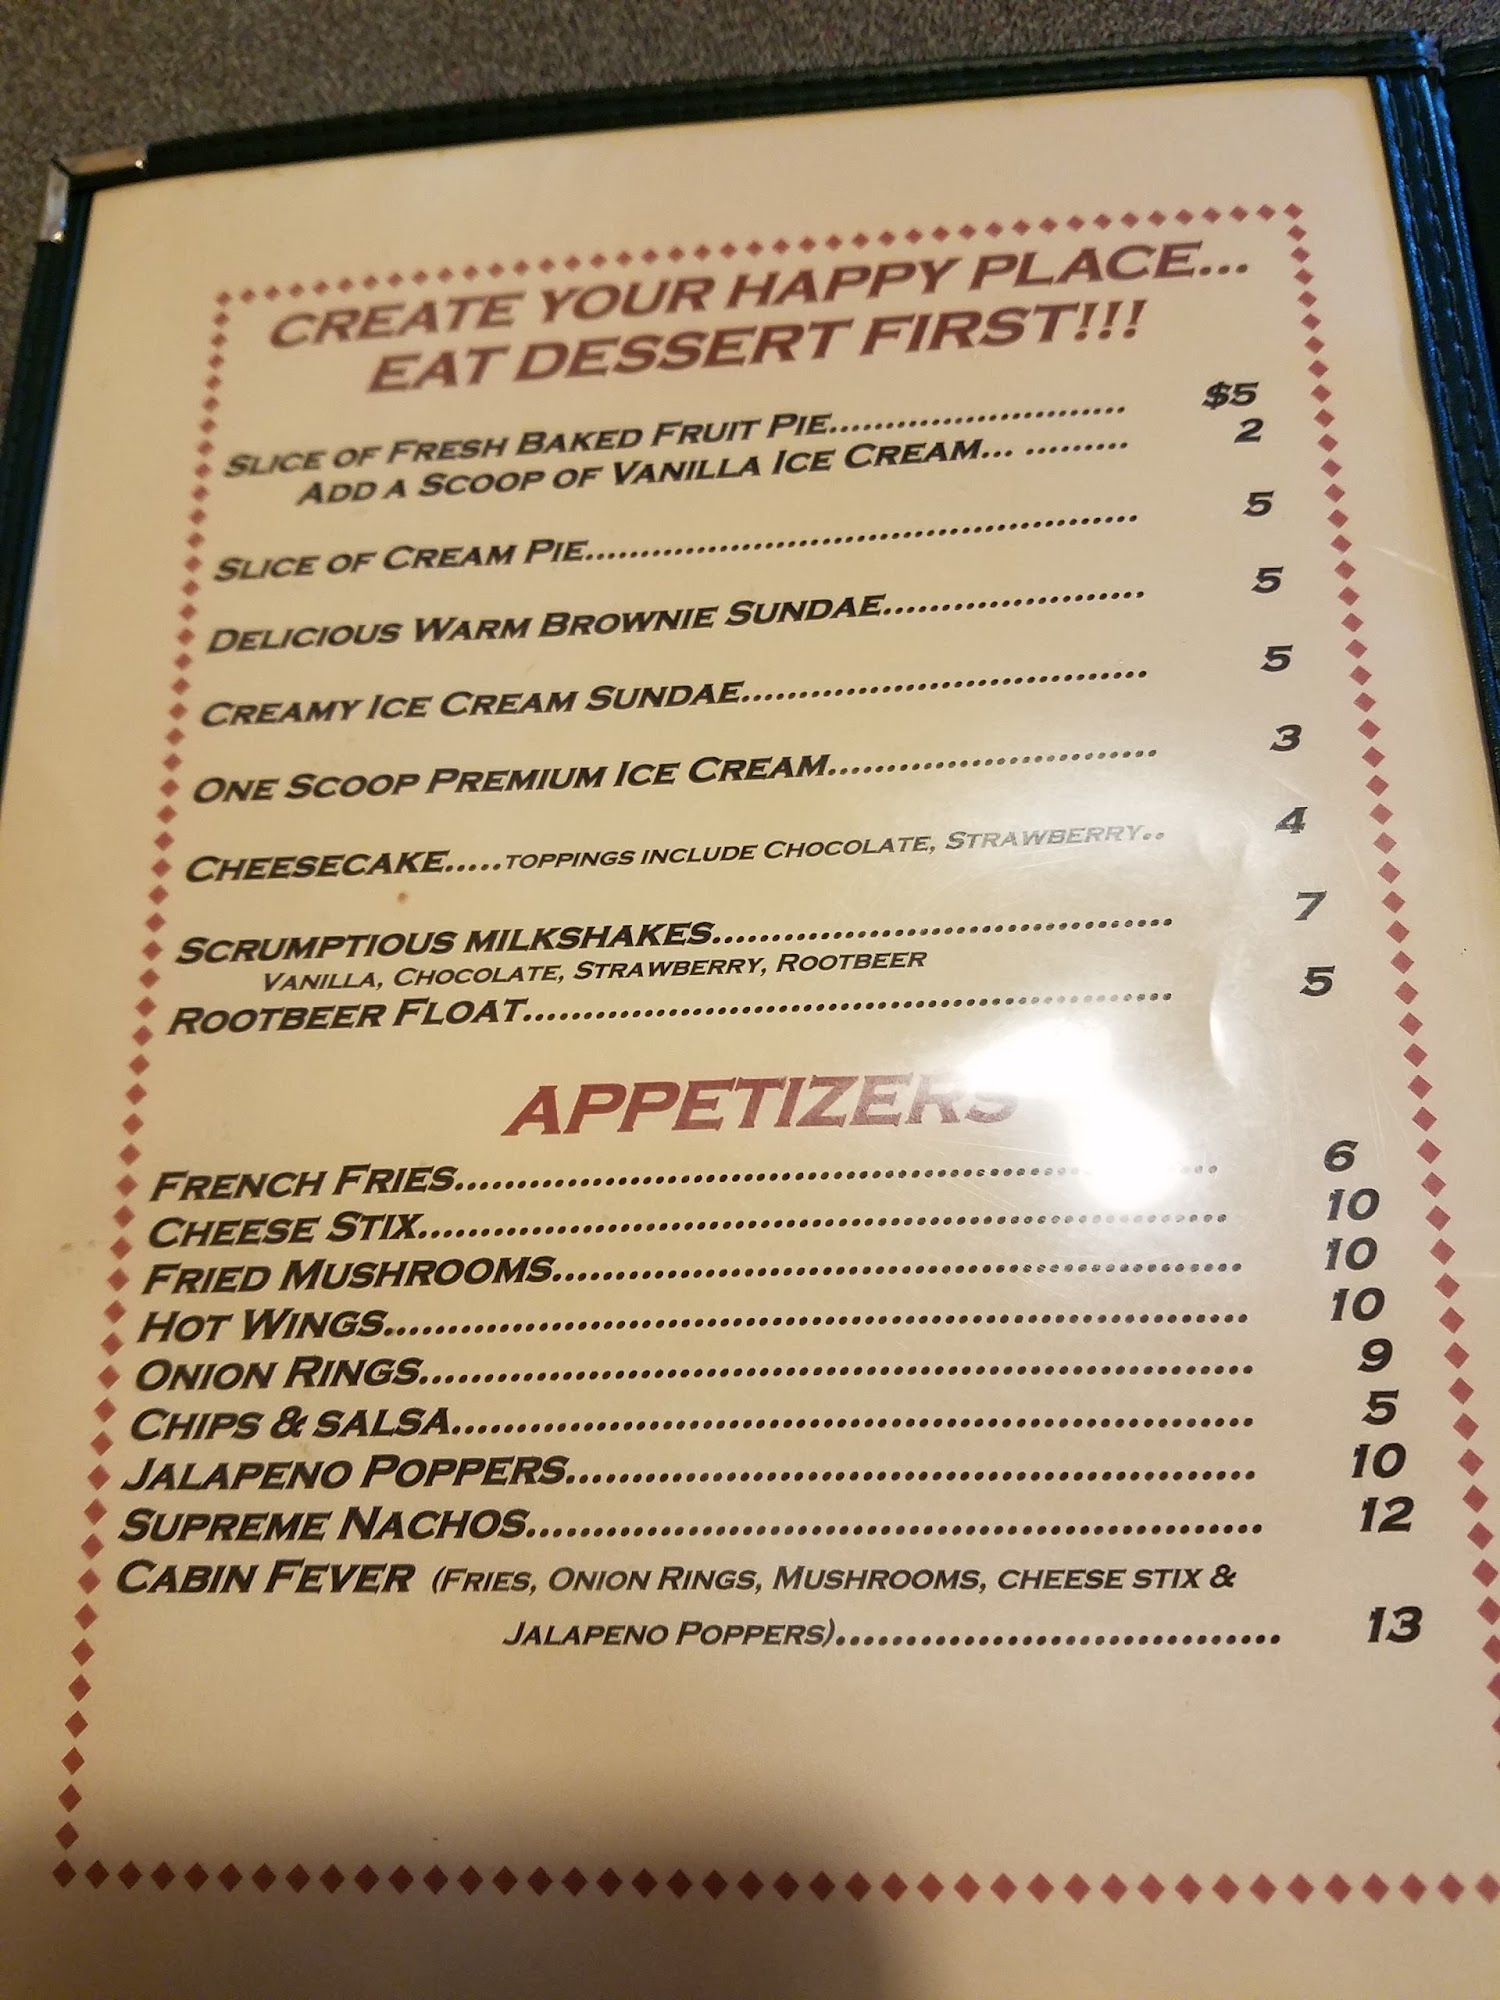 CREATE YOUR HAPPY PLACE...
EAT DESSERT FIRST!!!
SLICE OF FRESH BAKED FRUIT PIE........................... $5
ADD A SCOOP OF VANILLA ICE CREAM... ......... 2
SLICE OF CREAM PIE.................................................. 5
DELICIOUS WARM BROWNIE SUNDAE....................... 5
CREAMY ICE CREAM SUNDAE................................... 5
ONE SCOOP PREMIUM ICE CREAM............................ 3
CHEESECAKE.....TOPPINGS INCLUDE CHOCOLATE, STRAWBERRY.. 4
SCRUMPTIOUS MILKSHAKES....................................... 7
VANILLA, CHOCOLATE, STRAWBERRY, ROOTBEER
ROOTBEER FLOAT....................................................... 5
APPETIZERS
FRENCH FRIES............................................................ 6
CHEESE STIX............................................................... 10
FRIED MUSHROOMS..................................................... 10
HOT WINGS.................................................................. 10
ONION RINGS............................................................... 9
CHIPS & SALSA............................................................ 5
JALAPENO POPPERS.................................................... 10
SUPREME NACHOS....................................................... 12
CABIN FEVER (FRIES, ONION RINGS, MUSHROOMS, CHEESE STIX &
JALAPENO POPPERS)................................ 13